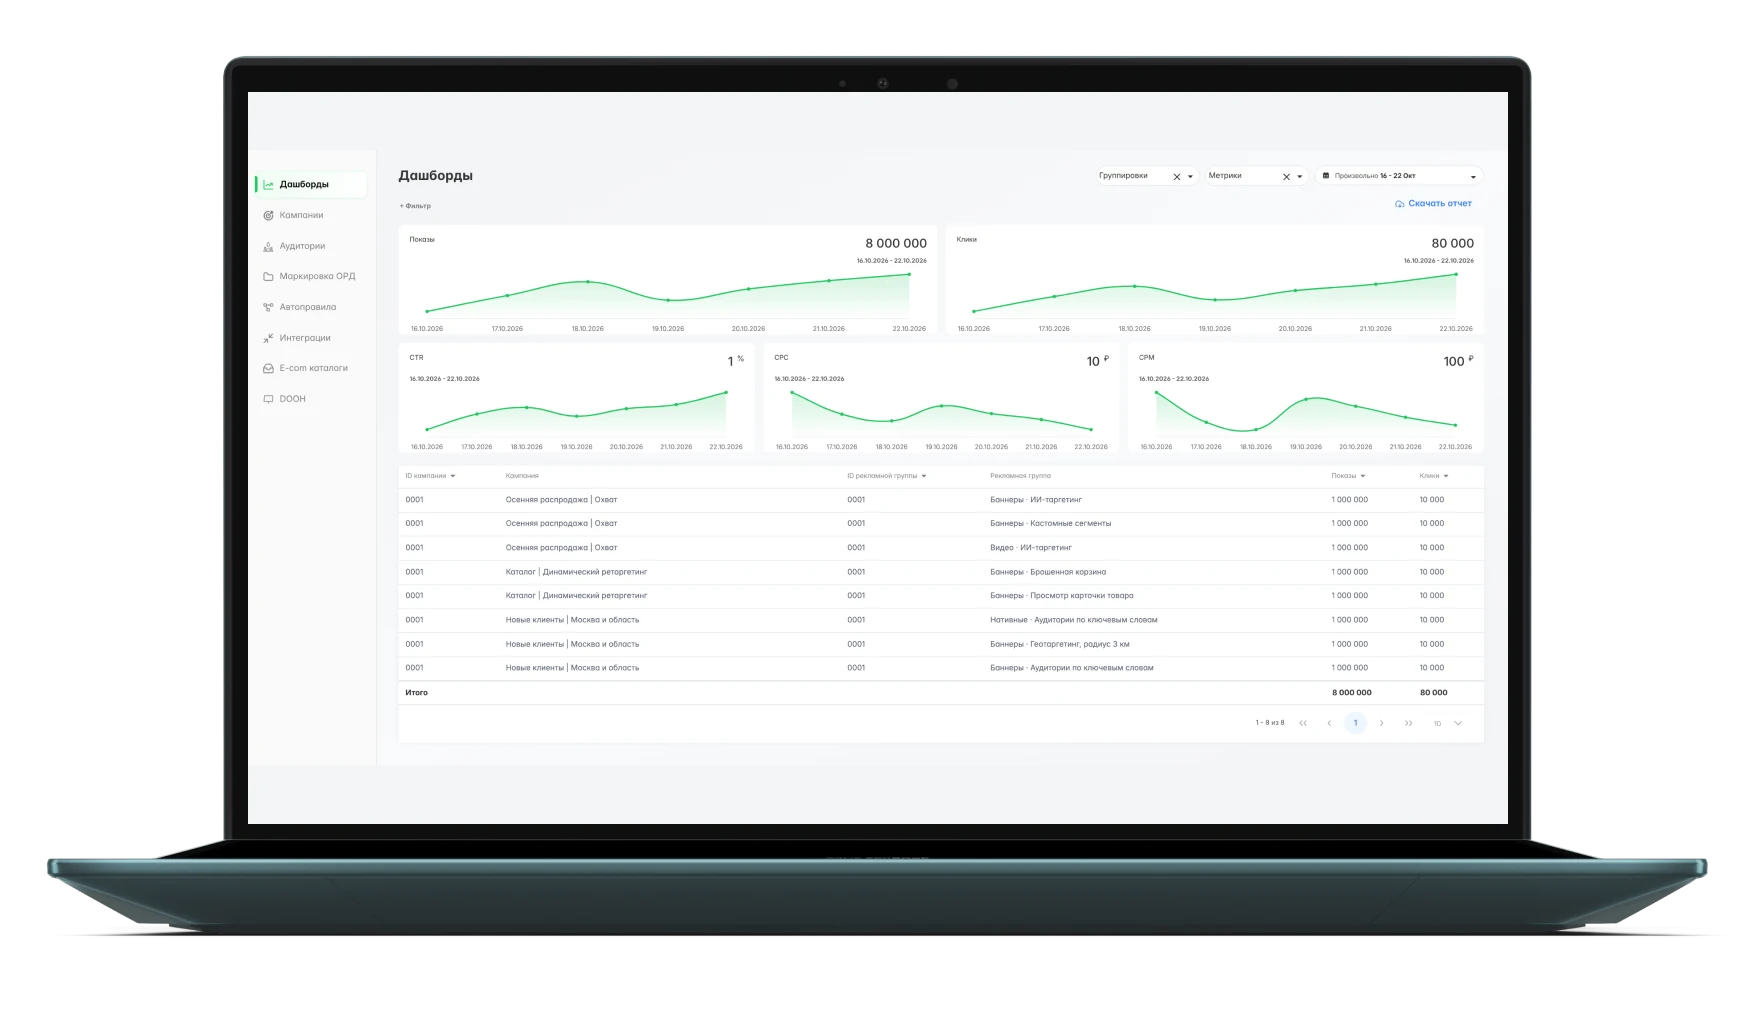 Дашборды
Кампании
Аудитории
Маркировка ОРД
Автоправила
Интеграции
E-com каталоги
DOOH
Дашборды
Группировки
Метрики
Произвольно 16 - 22 Окт
+ Фильтр
Скачать отчет
Показы
8 000 000
16.10.2026 - 22.10.2026
16.10.2026 17.10.2026 18.10.2026 19.10.2026 20.10.2026 21.10.2026 22.10.2026
Клики
80 000
16.10.2026 - 22.10.2026
16.10.2026 17.10.2026 18.10.2026 19.10.2026 20.10.2026 21.10.2026 22.10.2026
CTR
1 %
16.10.2026 - 22.10.2026
16.10.2026 17.10.2026 18.10.2026 19.10.2026 20.10.2026 21.10.2026 22.10.2026
CPC
10 ₽
16.10.2026 - 22.10.2026
16.10.2026 17.10.2026 18.10.2026 19.10.2026 20.10.2026 21.10.2026 22.10.2026
CPM
100 ₽
16.10.2026 - 22.10.2026
16.10.2026 17.10.2026 18.10.2026 19.10.2026 20.10.2026 21.10.2026 22.10.2026
ID кампании Кампания ID рекламной группы Рекламная группа Показы Клики
0001 Осенняя распродажа | Охват 0001 Баннеры · ИИ-таргетинг 1 000 000 10 000
0001 Осенняя распродажа | Охват 0001 Баннеры · Кастомные сегменты 1 000 000 10 000
0001 Осенняя распродажа | Охват 0001 Видео · ИИ-таргетинг 1 000 000 10 000
0001 Каталог | Динамический ретаргетинг 0001 Баннеры · Брошенная корзина 1 000 000 10 000
0001 Каталог | Динамический ретаргетинг 0001 Баннеры · Просмотр карточки товара 1 000 000 10 000
0001 Новые клиенты | Москва и область 0001 Нативные · Аудитории по ключевым словам 1 000 000 10 000
0001 Новые клиенты | Москва и область 0001 Баннеры · Геотаргетинг, радиус 3 км 1 000 000 10 000
0001 Новые клиенты | Москва и область 0001 Баннеры · Аудитории по ключевым словам 1 000 000 10 000
Итого 8 000 000 80 000
1 - 8 из 8 1 10